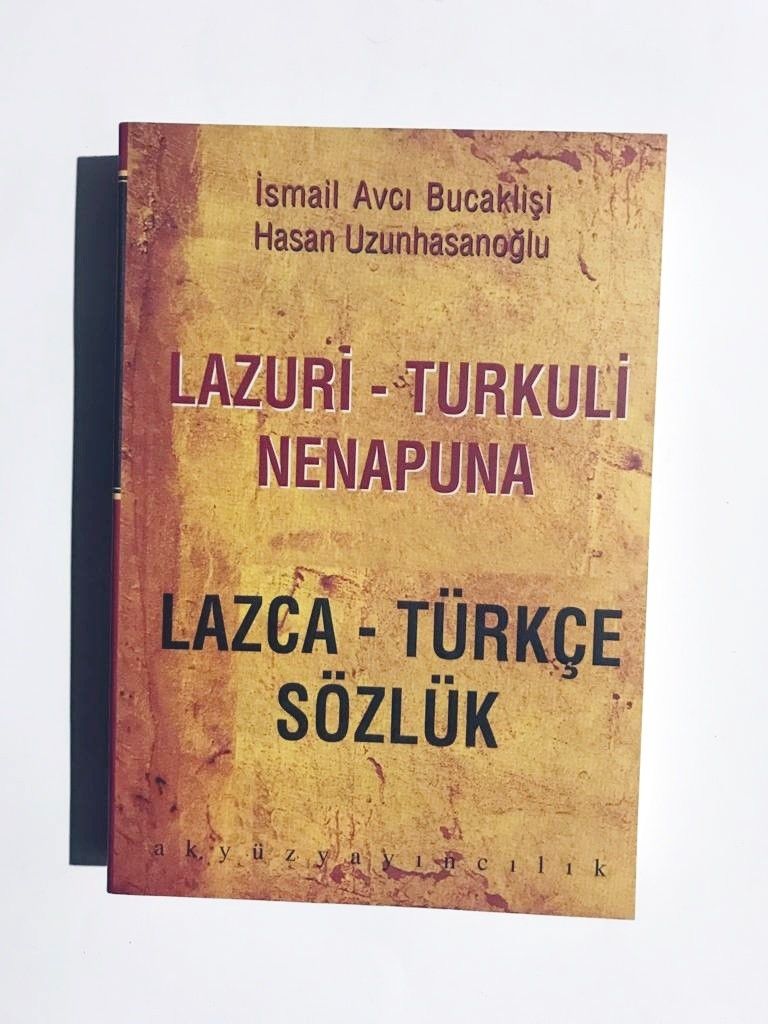 İsmail Avcı Bucaklişi
Hasan Uzunhasanoğlu
LAZURİ - TURKULİ
NENAPUNA
LAZCA - TÜRKÇE
SÖZLÜK
akyüzyayıncılık